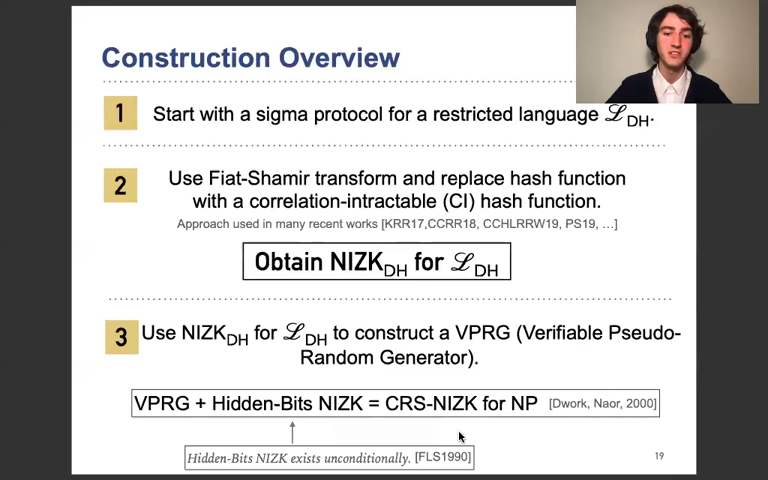 Construction Overview
1
Start with a sigma protocol for a restricted language ℒDH.
2
Use Fiat-Shamir transform and replace hash function
with a correlation-intractable (CI) hash function.
Approach used in many recent works [KRR17,CCRR18, CCHLRRW19, PS19, …]
Obtain NIZKDH for ℒDH
3
Use NIZKDH for ℒDH to construct a VPRG (Verifiable Pseudo-
Random Generator).
VPRG + Hidden-Bits NIZK = CRS-NIZK for NP [Dwork, Naor, 2000]
Hidden-Bits NIZK exists unconditionally. [FLS1990]
19